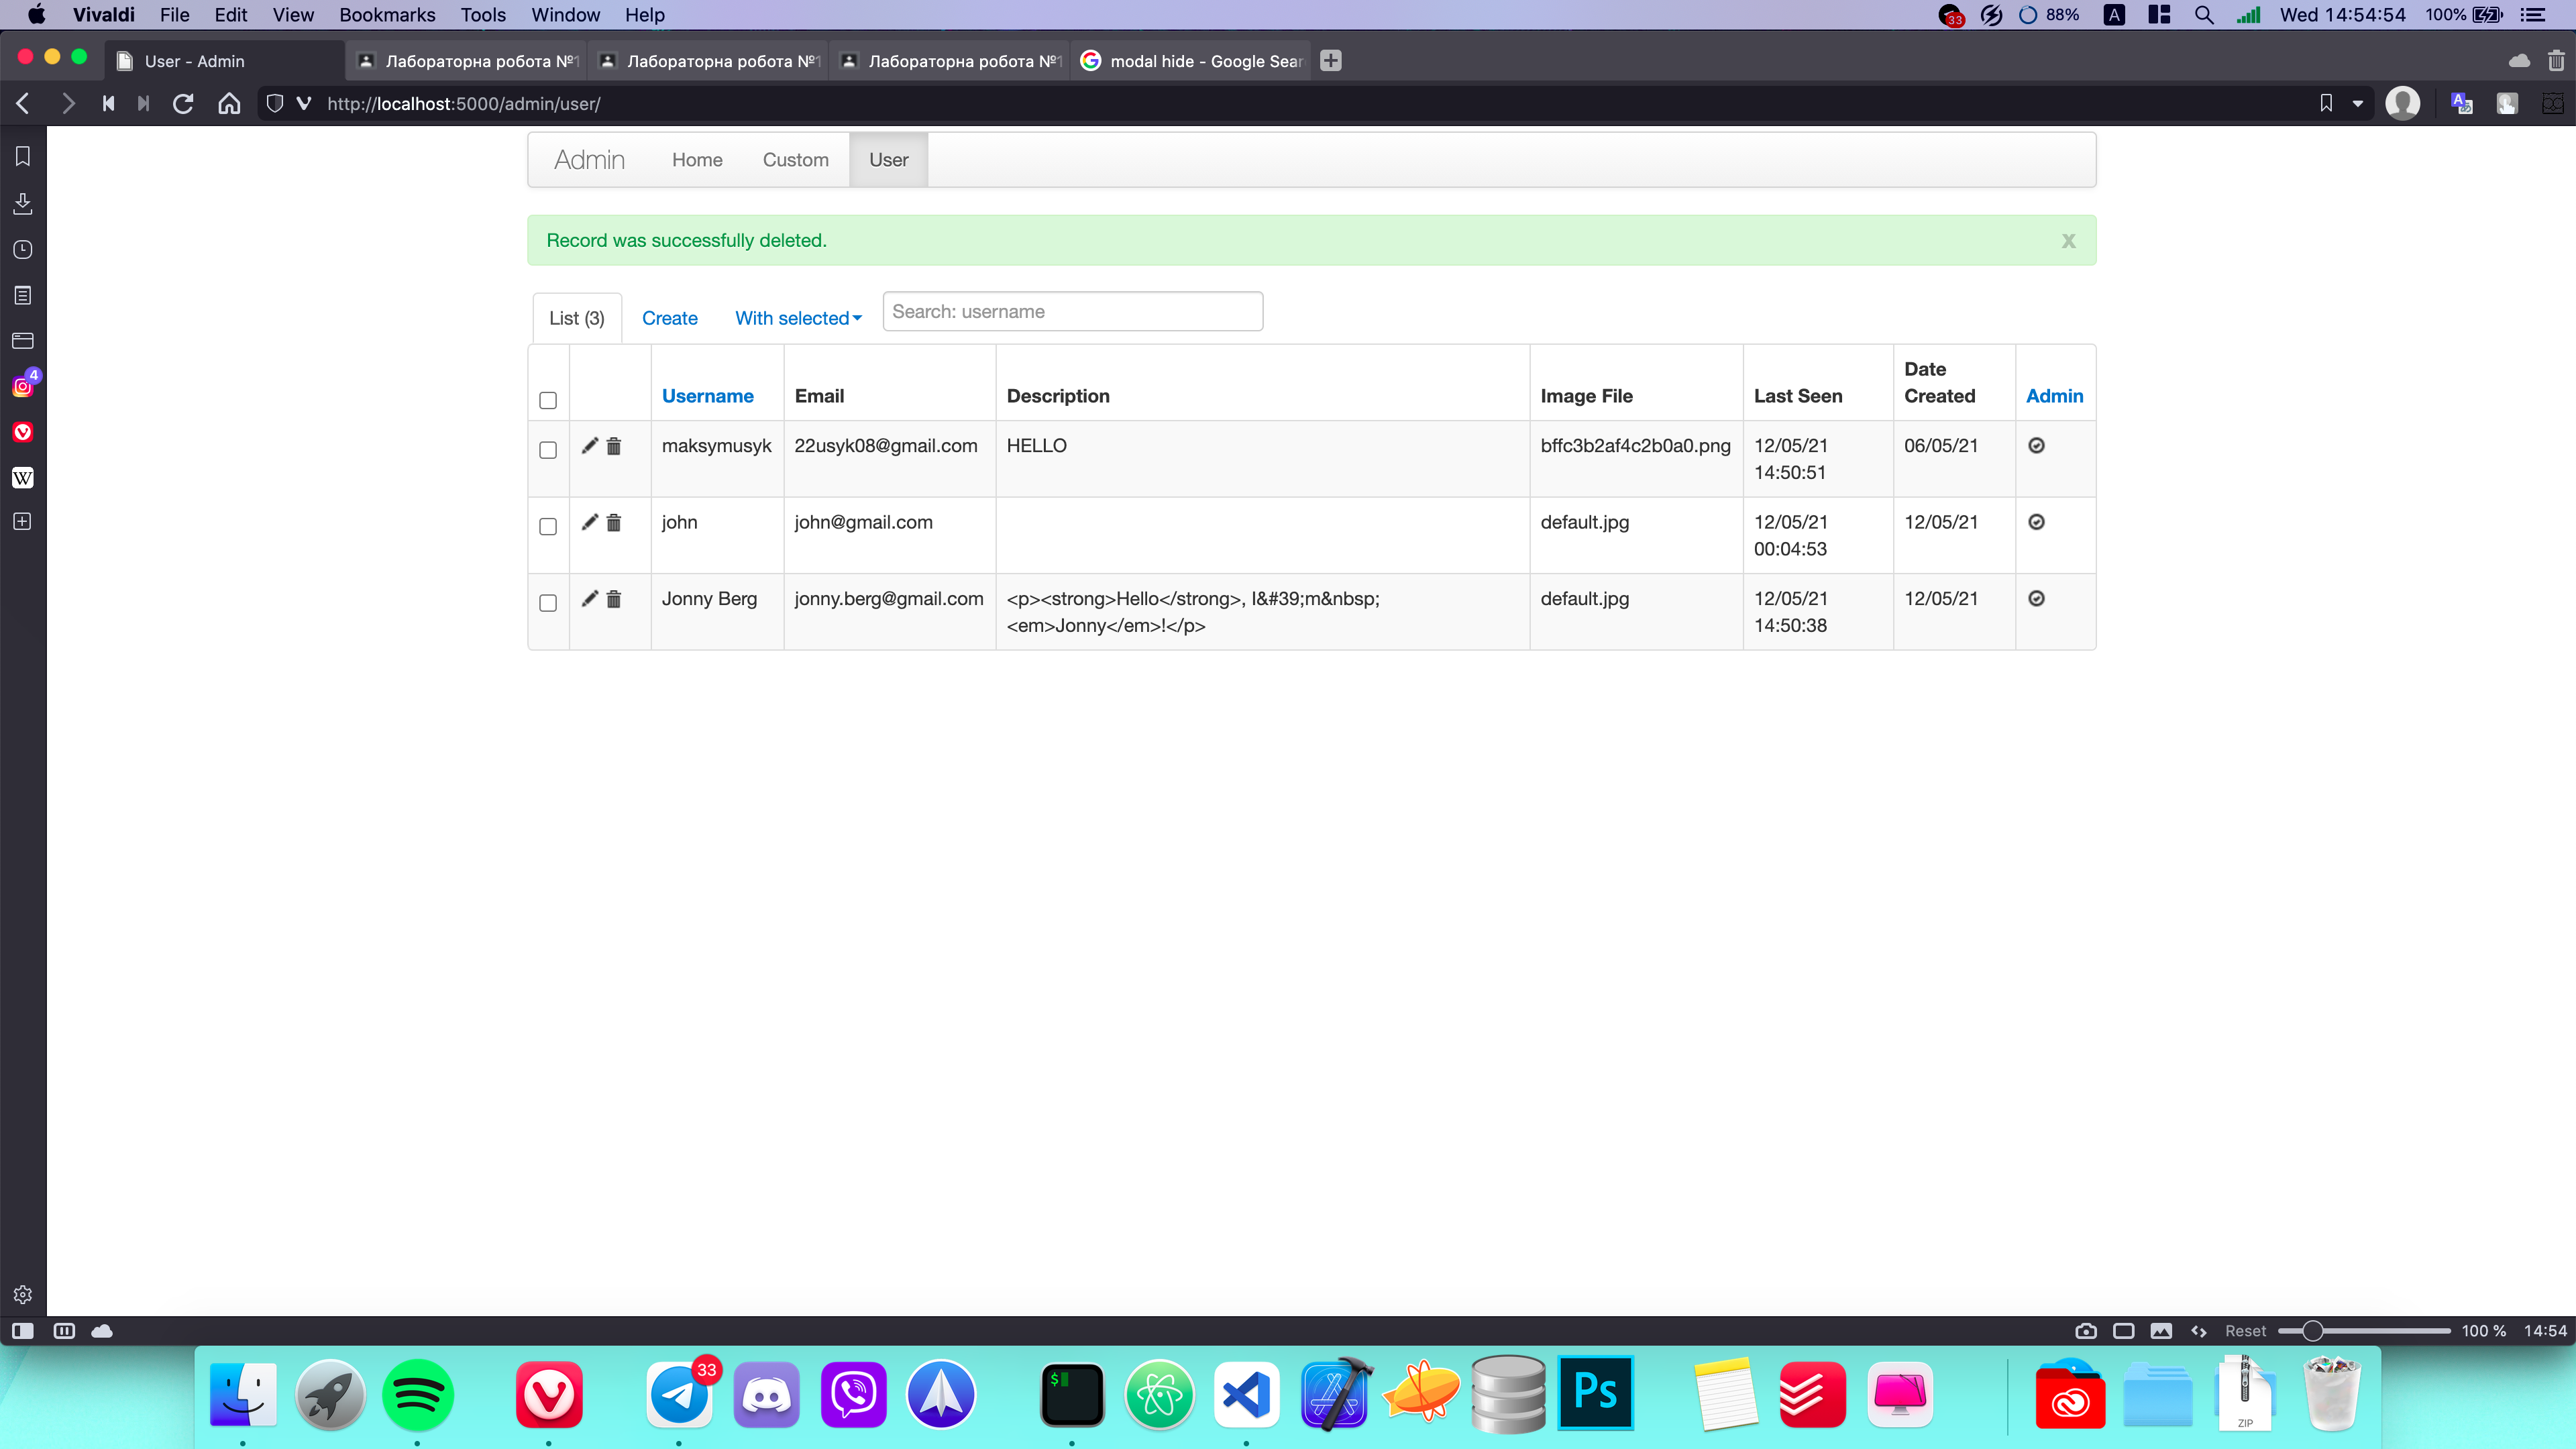 Vivaldi File Edit View Bookmarks Tools Window Help 33 88% A Wed 14:54:54 100%
User - Admin Лабораторна робота №1 Лабораторна робота №1 Лабораторна робота №1 modal hide - Google Sear
http://localhost:5000/admin/user/
Admin Home Custom User
Record was successfully deleted. x
List (3) Create With selected Search: username
Username Email Description Image File Last Seen Date Created Admin
maksymusyk 22usyk08@gmail.com HELLO bffc3b2af4c2b0a0.png 12/05/21 06/05/21
14:50:51
john john@gmail.com default.jpg 12/05/21 12/05/21
00:04:53
Jonny Berg jonny.berg@gmail.com <p><strong>Hello</strong>, I&#39;m&nbsp; default.jpg 12/05/21 12/05/21
<em>Jonny</em>!</p> 14:50:38
4
W
Reset 100 % 14:54
33
$
Ps
ZIP